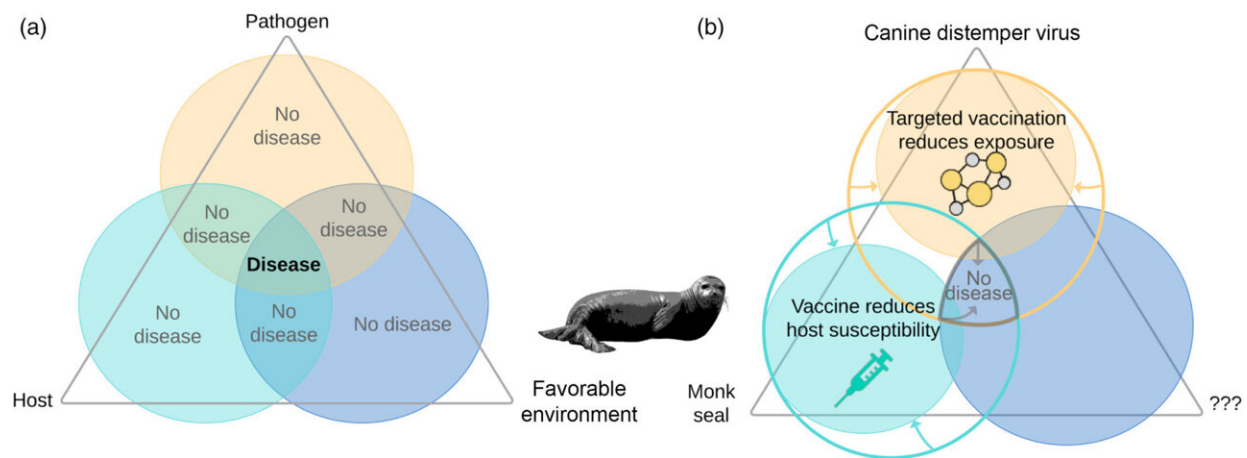 (a)
Pathogen
No
disease
No
disease
No
disease
Disease
No
disease
No
disease
No disease
Host
Favorable
environment
(b)
Canine distemper virus
Targeted vaccination
reduces exposure
No
disease
Vaccine reduces
host susceptibility
Monk
seal
???